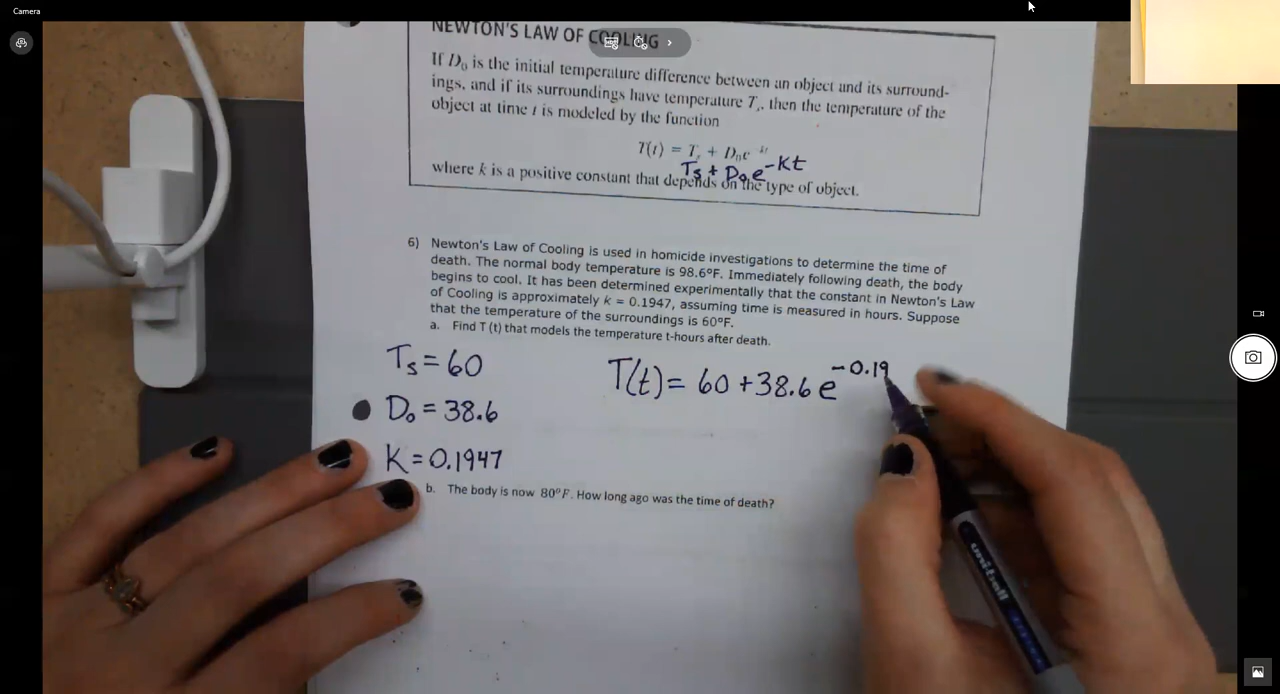 Camera
NEWTON'S LAW OF COOLING
If D₀ is the initial temperature difference between an object and its surround-
ings, and if its surroundings have temperature Tₛ, then the temperature of the
object at time t is modeled by the function
T(t) = Tₛ + D₀e⁻ᵏᵗ
Ts + D₀e^-Kt
where k is a positive constant that depends on the type of object.
6) Newton's Law of Cooling is used in homicide investigations to determine the time of
death. The normal body temperature is 98.6°F. Immediately following death, the body
begins to cool. It has been determined experimentally that the constant in Newton's Law
of Cooling is approximately k = 0.1947, assuming time is measured in hours. Suppose
that the temperature of the surroundings is 60°F.
a. Find T (t) that models the temperature t-hours after death.
Ts = 60
T(t) = 60 + 38.6 e^-0.19
D₀ = 38.6
K = 0.1947
b. The body is now 80°F. How long ago was the time of death?
uniball